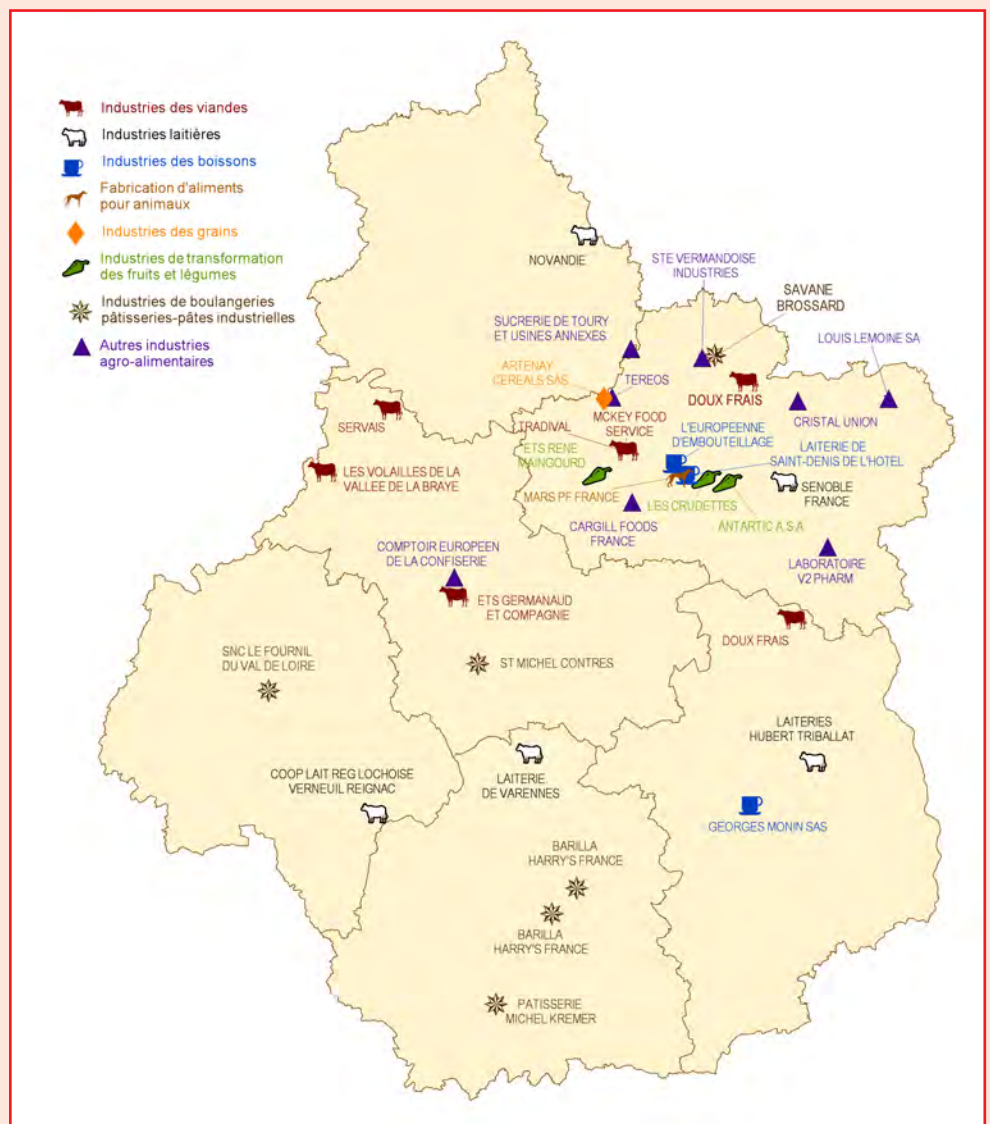 Industries des viandes
Industries laitières
Industries des boissons
Fabrication d'aliments
pour animaux
Industries des grains
Industries de transformation
des fruits et légumes
Industries de boulangeries
pâtisseries-pâtes industrielles
Autres industries
agro-alimentaires
NOVANDIE
STE VERMANDOISE
INDUSTRIES
SAVANE
BROSSARD
SUCRERIE DE TOURY
ET USINES ANNEXES
LOUIS LEMOINE SA
ARTENAY
CEREALS SAS
TEREOS
DOUX FRAIS
CRISTAL UNION
SERVAIS
TRADIVAL
MCKEY FOOD
SERVICE
L'EUROPEENNE
D'EMBOUTEILLAGE
LAITERIE DE
SAINT-DENIS DE L'HOTEL
ETS RENE
MAINGOURD
LES VOLAILLES DE LA
VALLEE DE LA BRAYE
MARS PF FRANCE
LES CRUDETTES
SENOBLE
FRANCE
ANTARTIC A.S.A
CARGILL FOODS
FRANCE
COMPTOIR EUROPEEN
DE LA CONFISERIE
LABORATOIRE
V2 PHARM
ETS GERMANAUD
ET COMPAGNIE
DOUX FRAIS
SNC LE FOURNIL
DU VAL DE LOIRE
ST MICHEL CONTRES
LAITERIES
HUBERT TRIBALLAT
COOP LAIT REG LOCHOISE
VERNEUIL REIGNAC
LAITERIE
DE VARENNES
GEORGES MONIN SAS
BARILLA
HARRY'S FRANCE
BARILLA
HARRY'S FRANCE
PATISSERIE
MICHEL KREMER